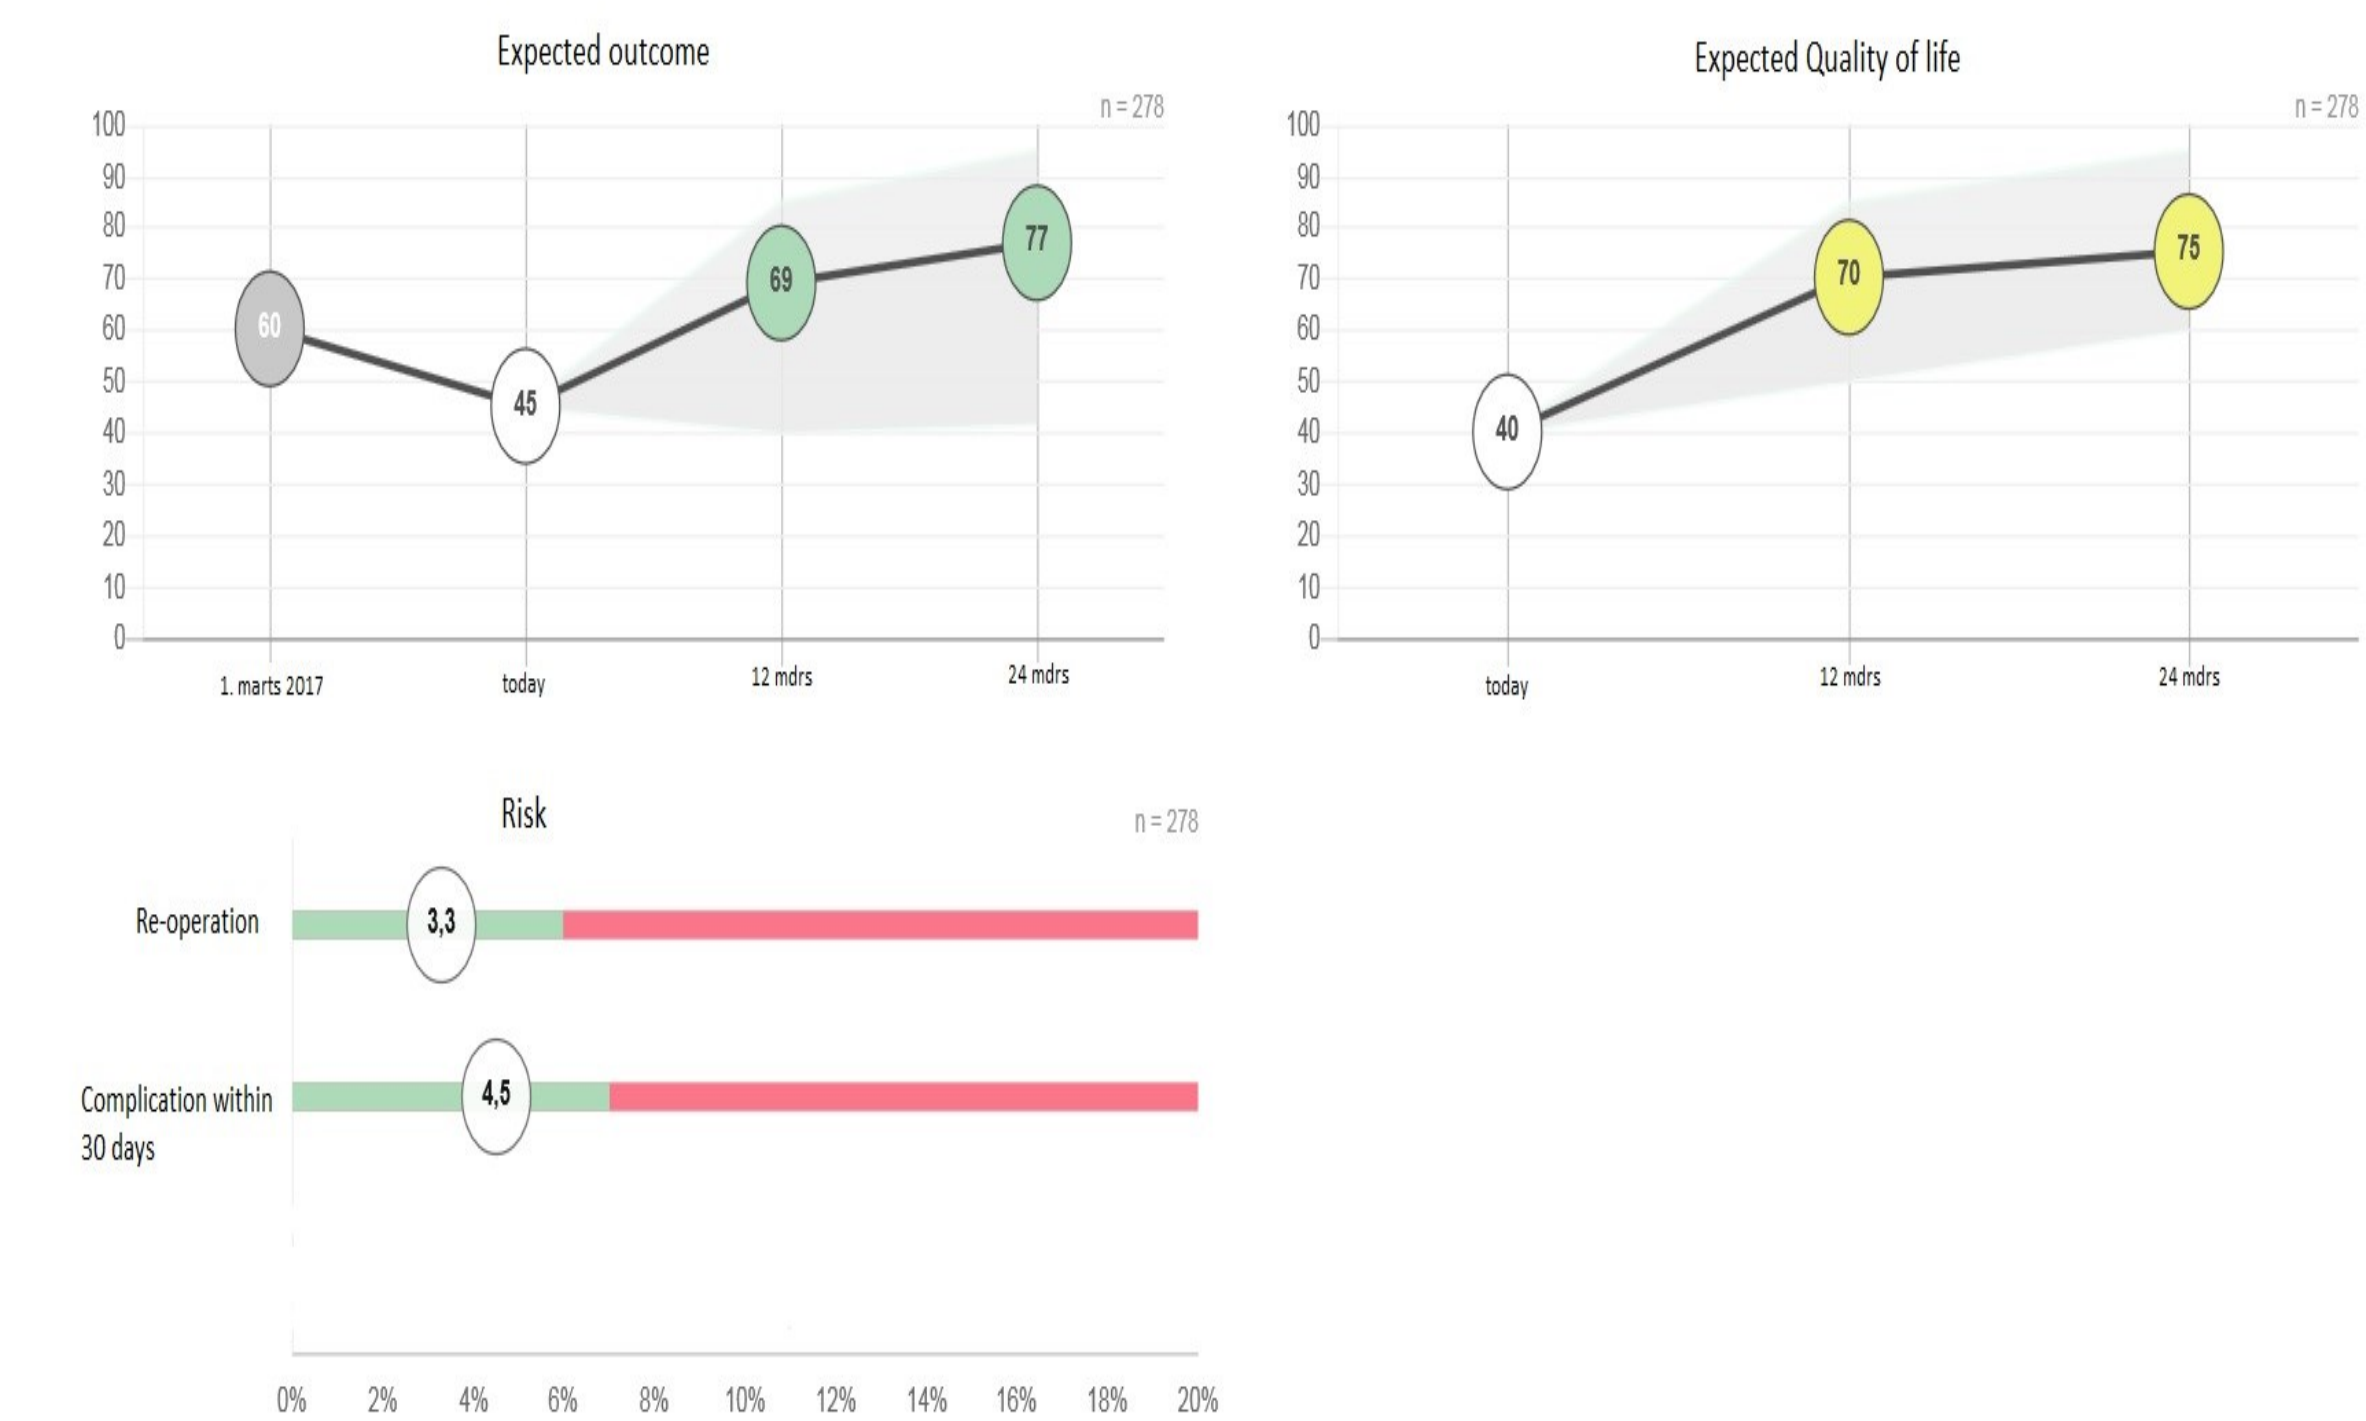 Expected outcome
n = 278
100
90
80
70
60
50
40
30
20
10
0
60
45
69
77
1. marts 2017
today
12 mdrs
24 mdrs
Expected Quality of life
n = 278
100
90
80
70
60
50
40
30
20
10
0
40
70
75
today
12 mdrs
24 mdrs
Risk
n = 278
Re-operation
3,3
Complication within
30 days
4,5
0% 2% 4% 6% 8% 10% 12% 14% 16% 18% 20%